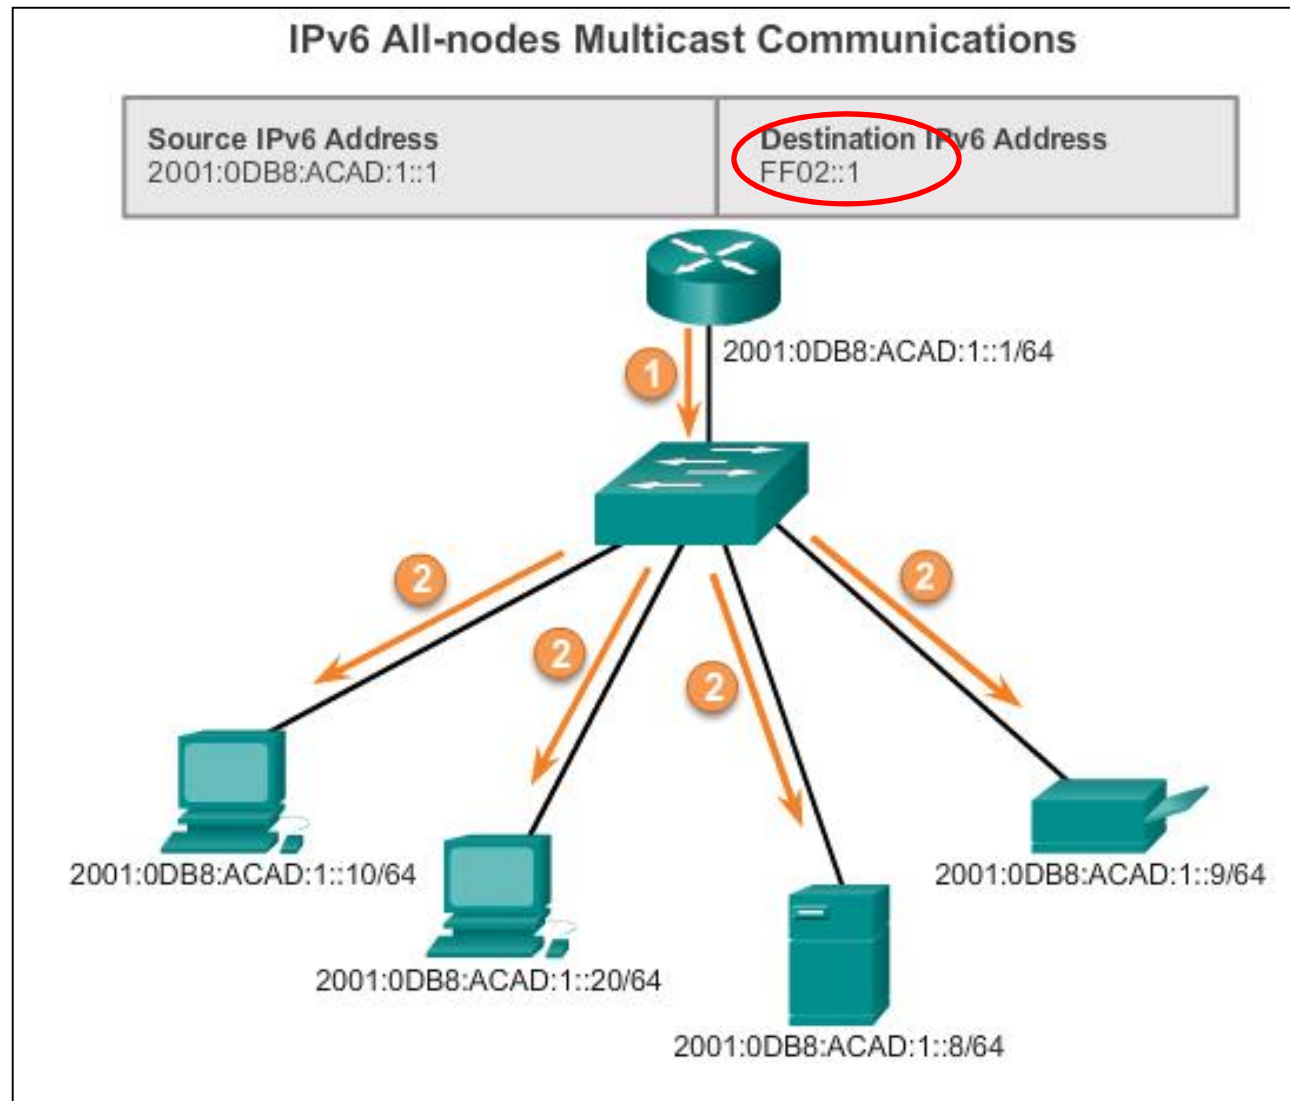 IPv6 All-nodes Multicast Communications
Source IPv6 Address
2001:0DB8:ACAD:1::1
Destination IPv6 Address
FF02::1
2001:0DB8:ACAD:1::1/64
1
2
2
2
2
2001:0DB8:ACAD:1::10/64
2001:0DB8:ACAD:1::9/64
2001:0DB8:ACAD:1::20/64
2001:0DB8:ACAD:1::8/64